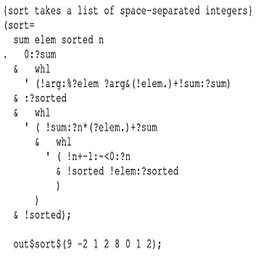 {sort takes a list of space-separated integers}
(sort=
  sum elem sorted n
.   0:?sum
  &   whl
    ' (!arg:%?elem ?arg&(!elem.)+!sum:?sum)
  & :?sorted
  &   whl
    ' ( !sum:?n*(?elem.)+?sum
      &   whl
        ' ( !n+-1:~<0:?n
          & !sorted !elem:?sorted
          )
      )
  & !sorted);

  out$sort$(9 -2 1 2 8 0 1 2);